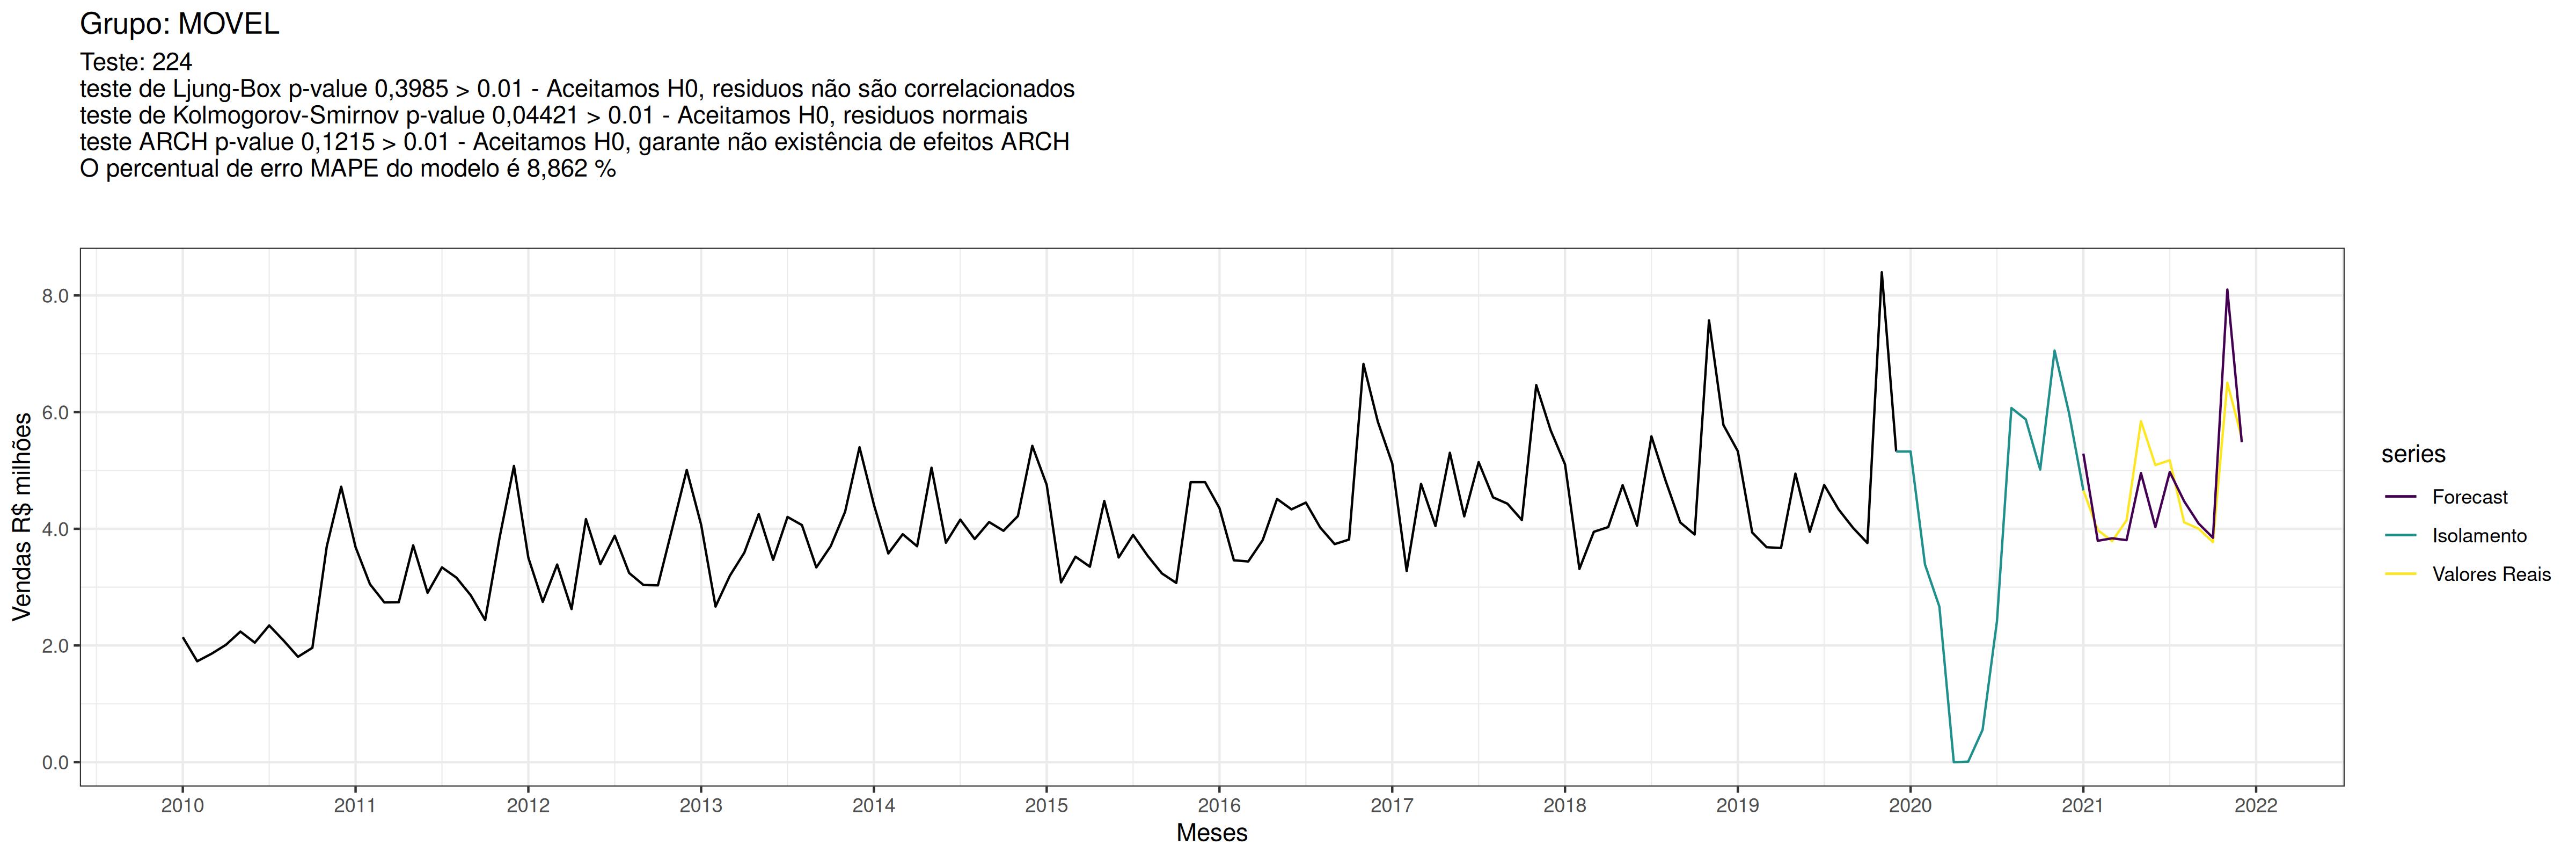 Grupo: MOVEL
Teste: 224
teste de Ljung-Box p-value 0,3985 > 0.01 - Aceitamos H0, residuos não são correlacionados
teste de Kolmogorov-Smirnov p-value 0,04421 > 0.01 - Aceitamos H0, residuos normais
teste ARCH p-value 0,1215 > 0.01 - Aceitamos H0, garante não existência de efeitos ARCH
O percentual de erro MAPE do modelo é 8,862 %
Vendas R$ milhões
8.0
6.0
4.0
2.0
0.0
2010 2011 2012 2013 2014 2015 2016 2017 2018 2019 2020 2021 2022
Meses
series
Forecast
Isolamento
Valores Reais